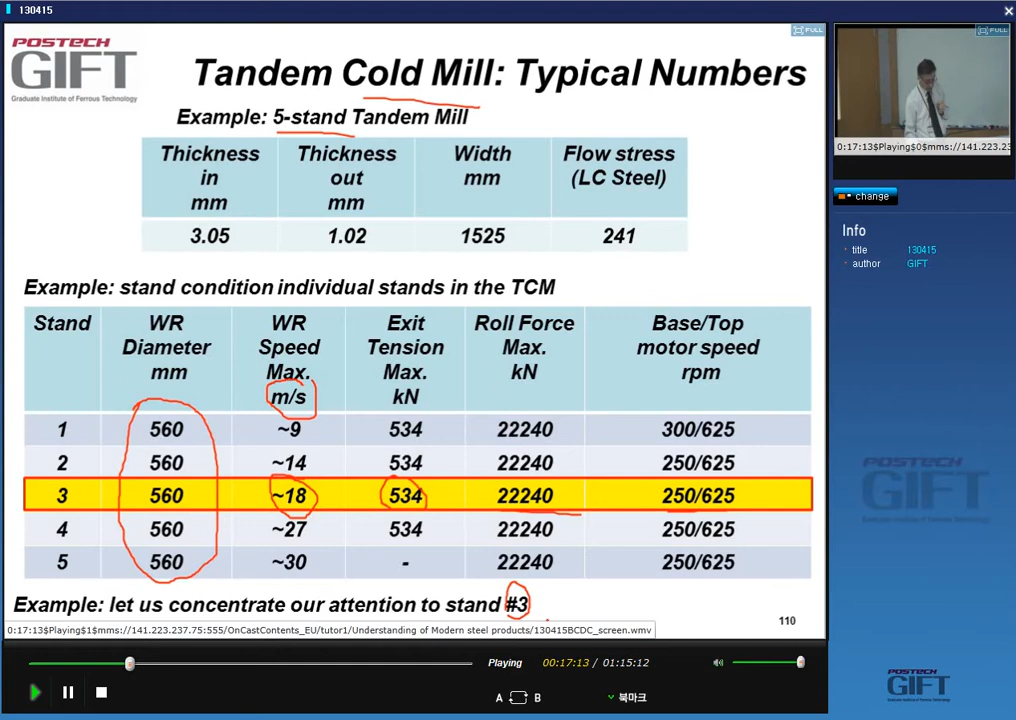 130415
POSTECH
GIFT
Graduate Institute of Ferrous Technology
FULL
Tandem Cold Mill: Typical Numbers
Example: 5-stand Tandem Mill
Thickness in mm
Thickness out mm
Width mm
Flow stress (LC Steel)
3.05 1.02 1525 241
Example: stand condition individual stands in the TCM
Stand
WR Diameter mm
WR Speed Max. m/s
Exit Tension Max. kN
Roll Force Max. kN
Base/Top motor speed rpm
1 560 ~9 534 22240 300/625
2 560 ~14 534 22240 250/625
3 560 ~18 534 22240 250/625
4 560 ~27 534 22240 250/625
5 560 ~30 - 22240 250/625
Example: let us concentrate our attention to stand #3
110
0:17:13$Playing$1$mms://141.223.237.75:555/OnCastContents_EU/tutor1/Understanding of Modern steel products/130415BCDC_screen.wmv
Playing 00:17:13 / 01:15:12
A B 북마크
FULL
0:17:13$Playing$0$mms://141.223.23
change
Info
title 130415
author GIFT
POSTECH
GIFT
POSTECH
GIFT